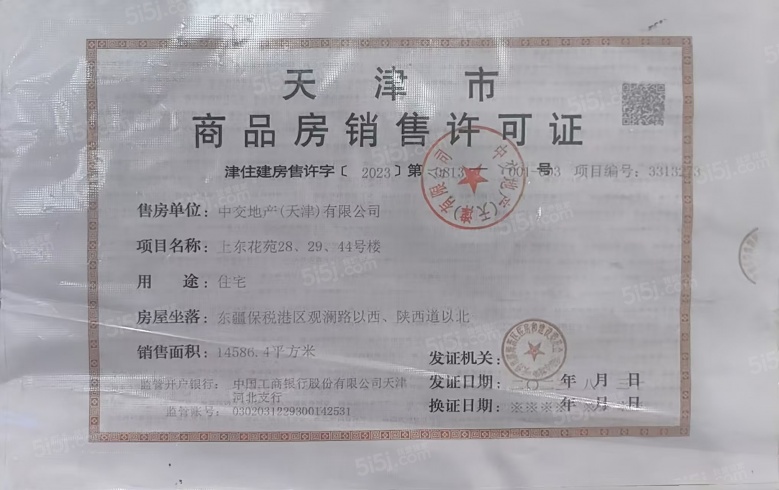 天津市
商品房销售许可证
津住建房售许字〔2023〕第 0813 001 号 项目编号：3313273
售房单位：中交地产(天津)有限公司
项目名称：上东花苑28、29、44号楼
用 途：住宅
房屋坐落：东疆保税港区观澜路以西、陕西道以北
销售面积：14586.4平方米
发证机关：
监管开户银行：中国工商银行股份有限公司天津
河北支行
发证日期：年 八月 日
监管账号：0302031229300142531
换证日期：※※※※年 ※月 日
5i5j.com